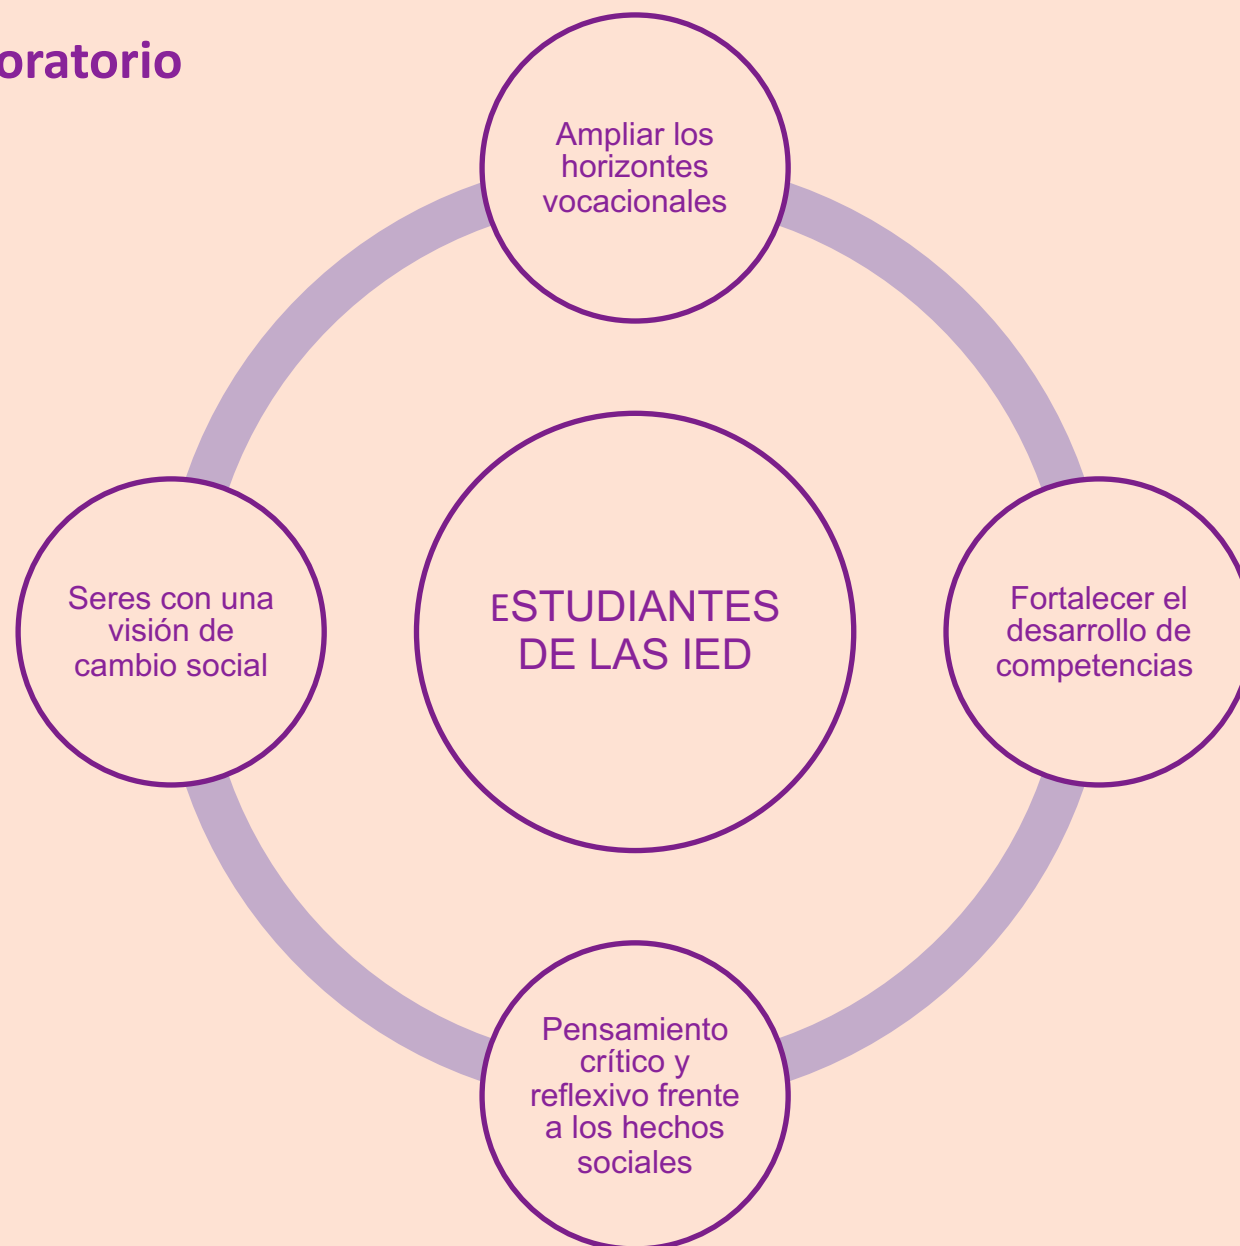 oratorio
Ampliar los
horizontes
vocacionales
Seres con una
visión de
cambio social
ESTUDIANTES
DE LAS IED
Fortalecer el
desarrollo de
competencias
Pensamiento
crítico y
reflexivo frente
a los hechos
sociales